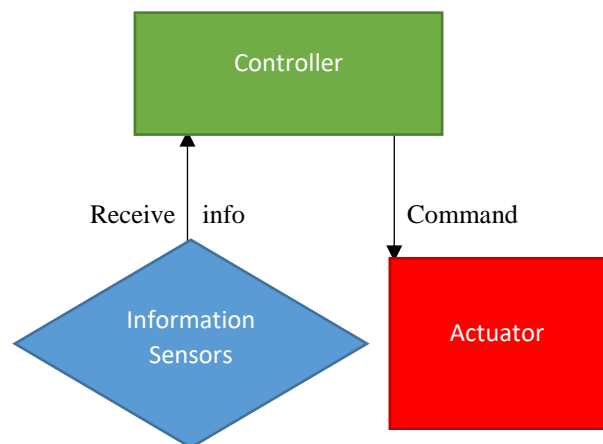 Controller
Receive info
Command
Information
Sensors
Actuator